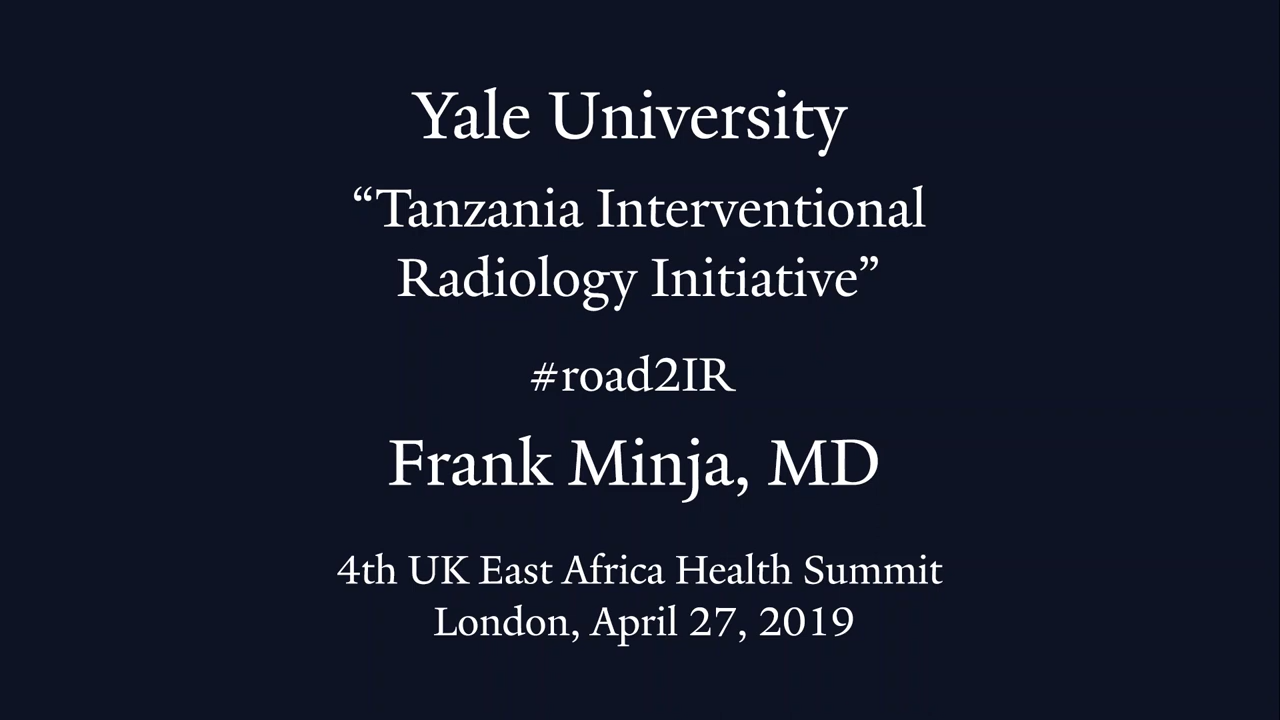 Yale University
“Tanzania Interventional
Radiology Initiative”
#road2IR
Frank Minja, MD
4th UK East Africa Health Summit
London, April 27, 2019